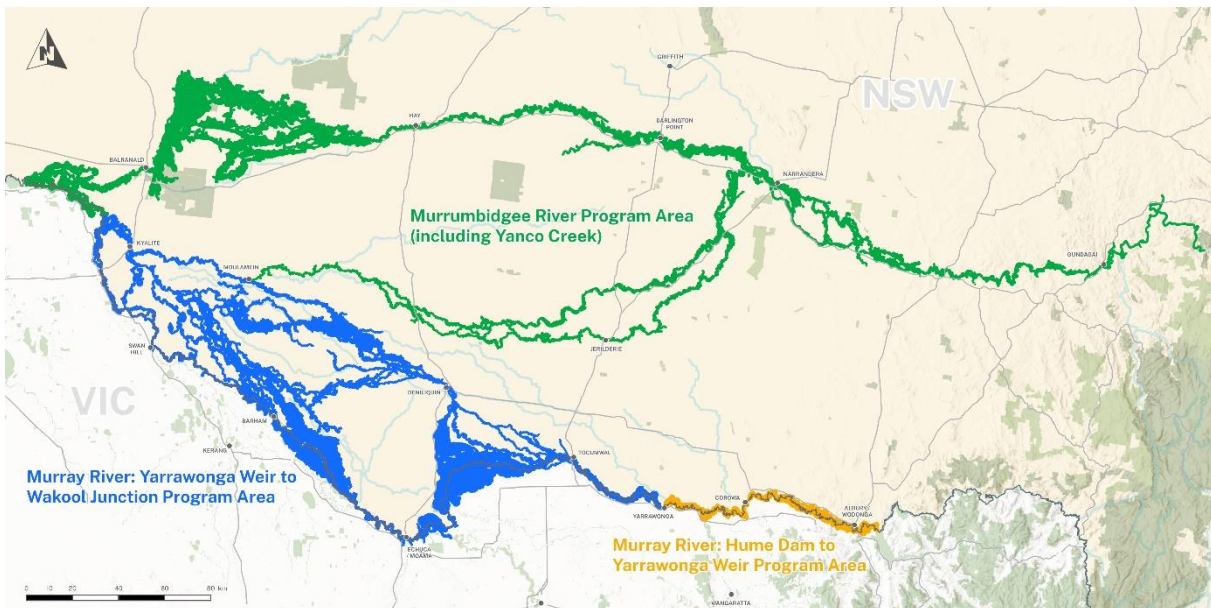 N
GRIFFITH
NSW
HAY
DARLINGTON
POINT
BALRANALD
NARRANDERA
Murrumbidgee River Program Area
(including Yanco Creek)
KYALITE
GUNDAGAI
MOULAMEIN
SWAN
HILL
JERILDERIE
VIC
DENILIQUIN
BARHAM
KERANG
TOCUMWAL
Murray River: Yarrawonga Weir to
Wakool Junction Program Area
COROWA
YARRAWONGA
ALBURY/
WODONGA
ECHUCA
/MOAMA
Murray River: Hume Dam to
Yarrawonga Weir Program Area
0 20 40 60 80 km
WANGARATTA